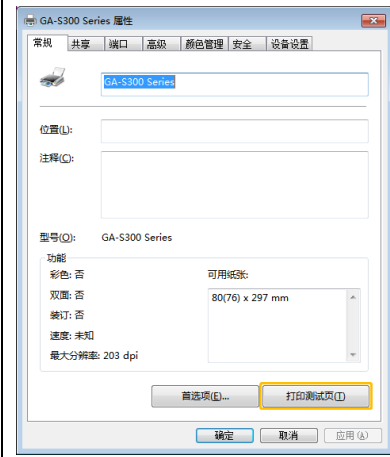 GA-S300 Series 属性
常规 共享 端口 高级 颜色管理 安全 设备设置
GA-S300 Series
位置(L):
注释(C):
型号(O): GA-S300 Series
功能
彩色: 否 可用纸张:
双面: 否 80(76) x 297 mm
装订: 否
速度: 未知
最大分辨率: 203 dpi
首选项(E)... 打印测试页(T)
确定 取消 应用(A)